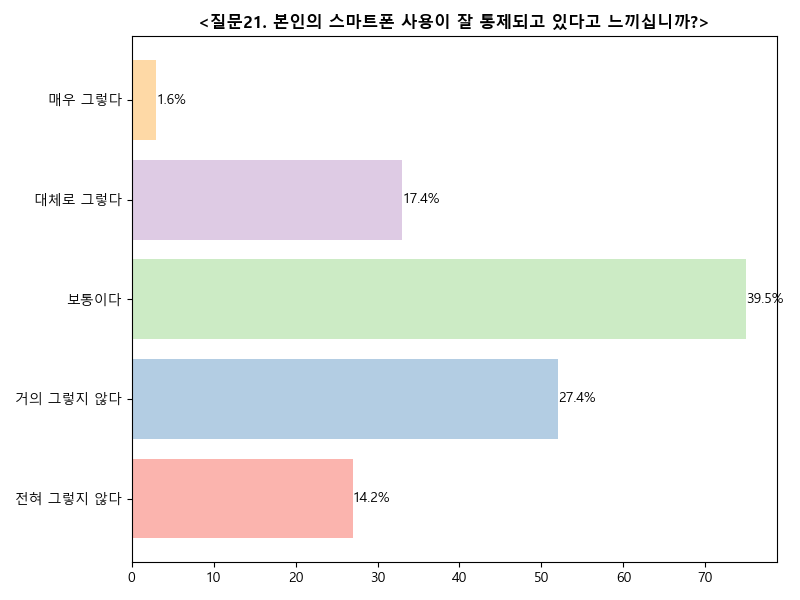 <질문21. 본인의 스마트폰 사용이 잘 통제되고 있다고 느끼십니까?>
매우 그렇다
1.6%
대체로 그렇다
17.4%
보통이다
39.5%
거의 그렇지 않다
27.4%
전혀 그렇지 않다
14.2%
0 10 20 30 40 50 60 70